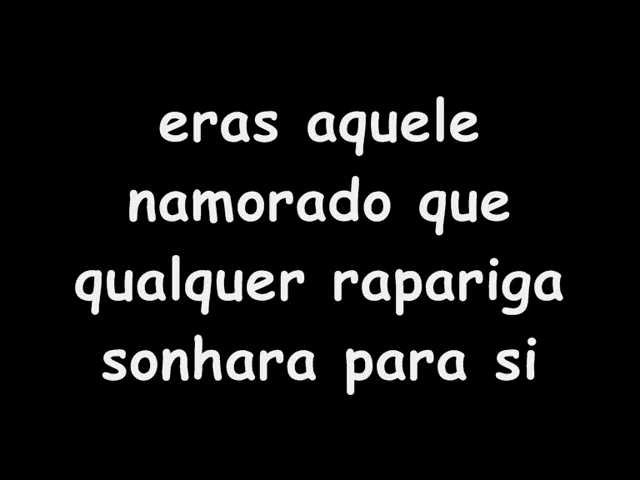 eras aquele
namorado que
qualquer rapariga
sonhara para si